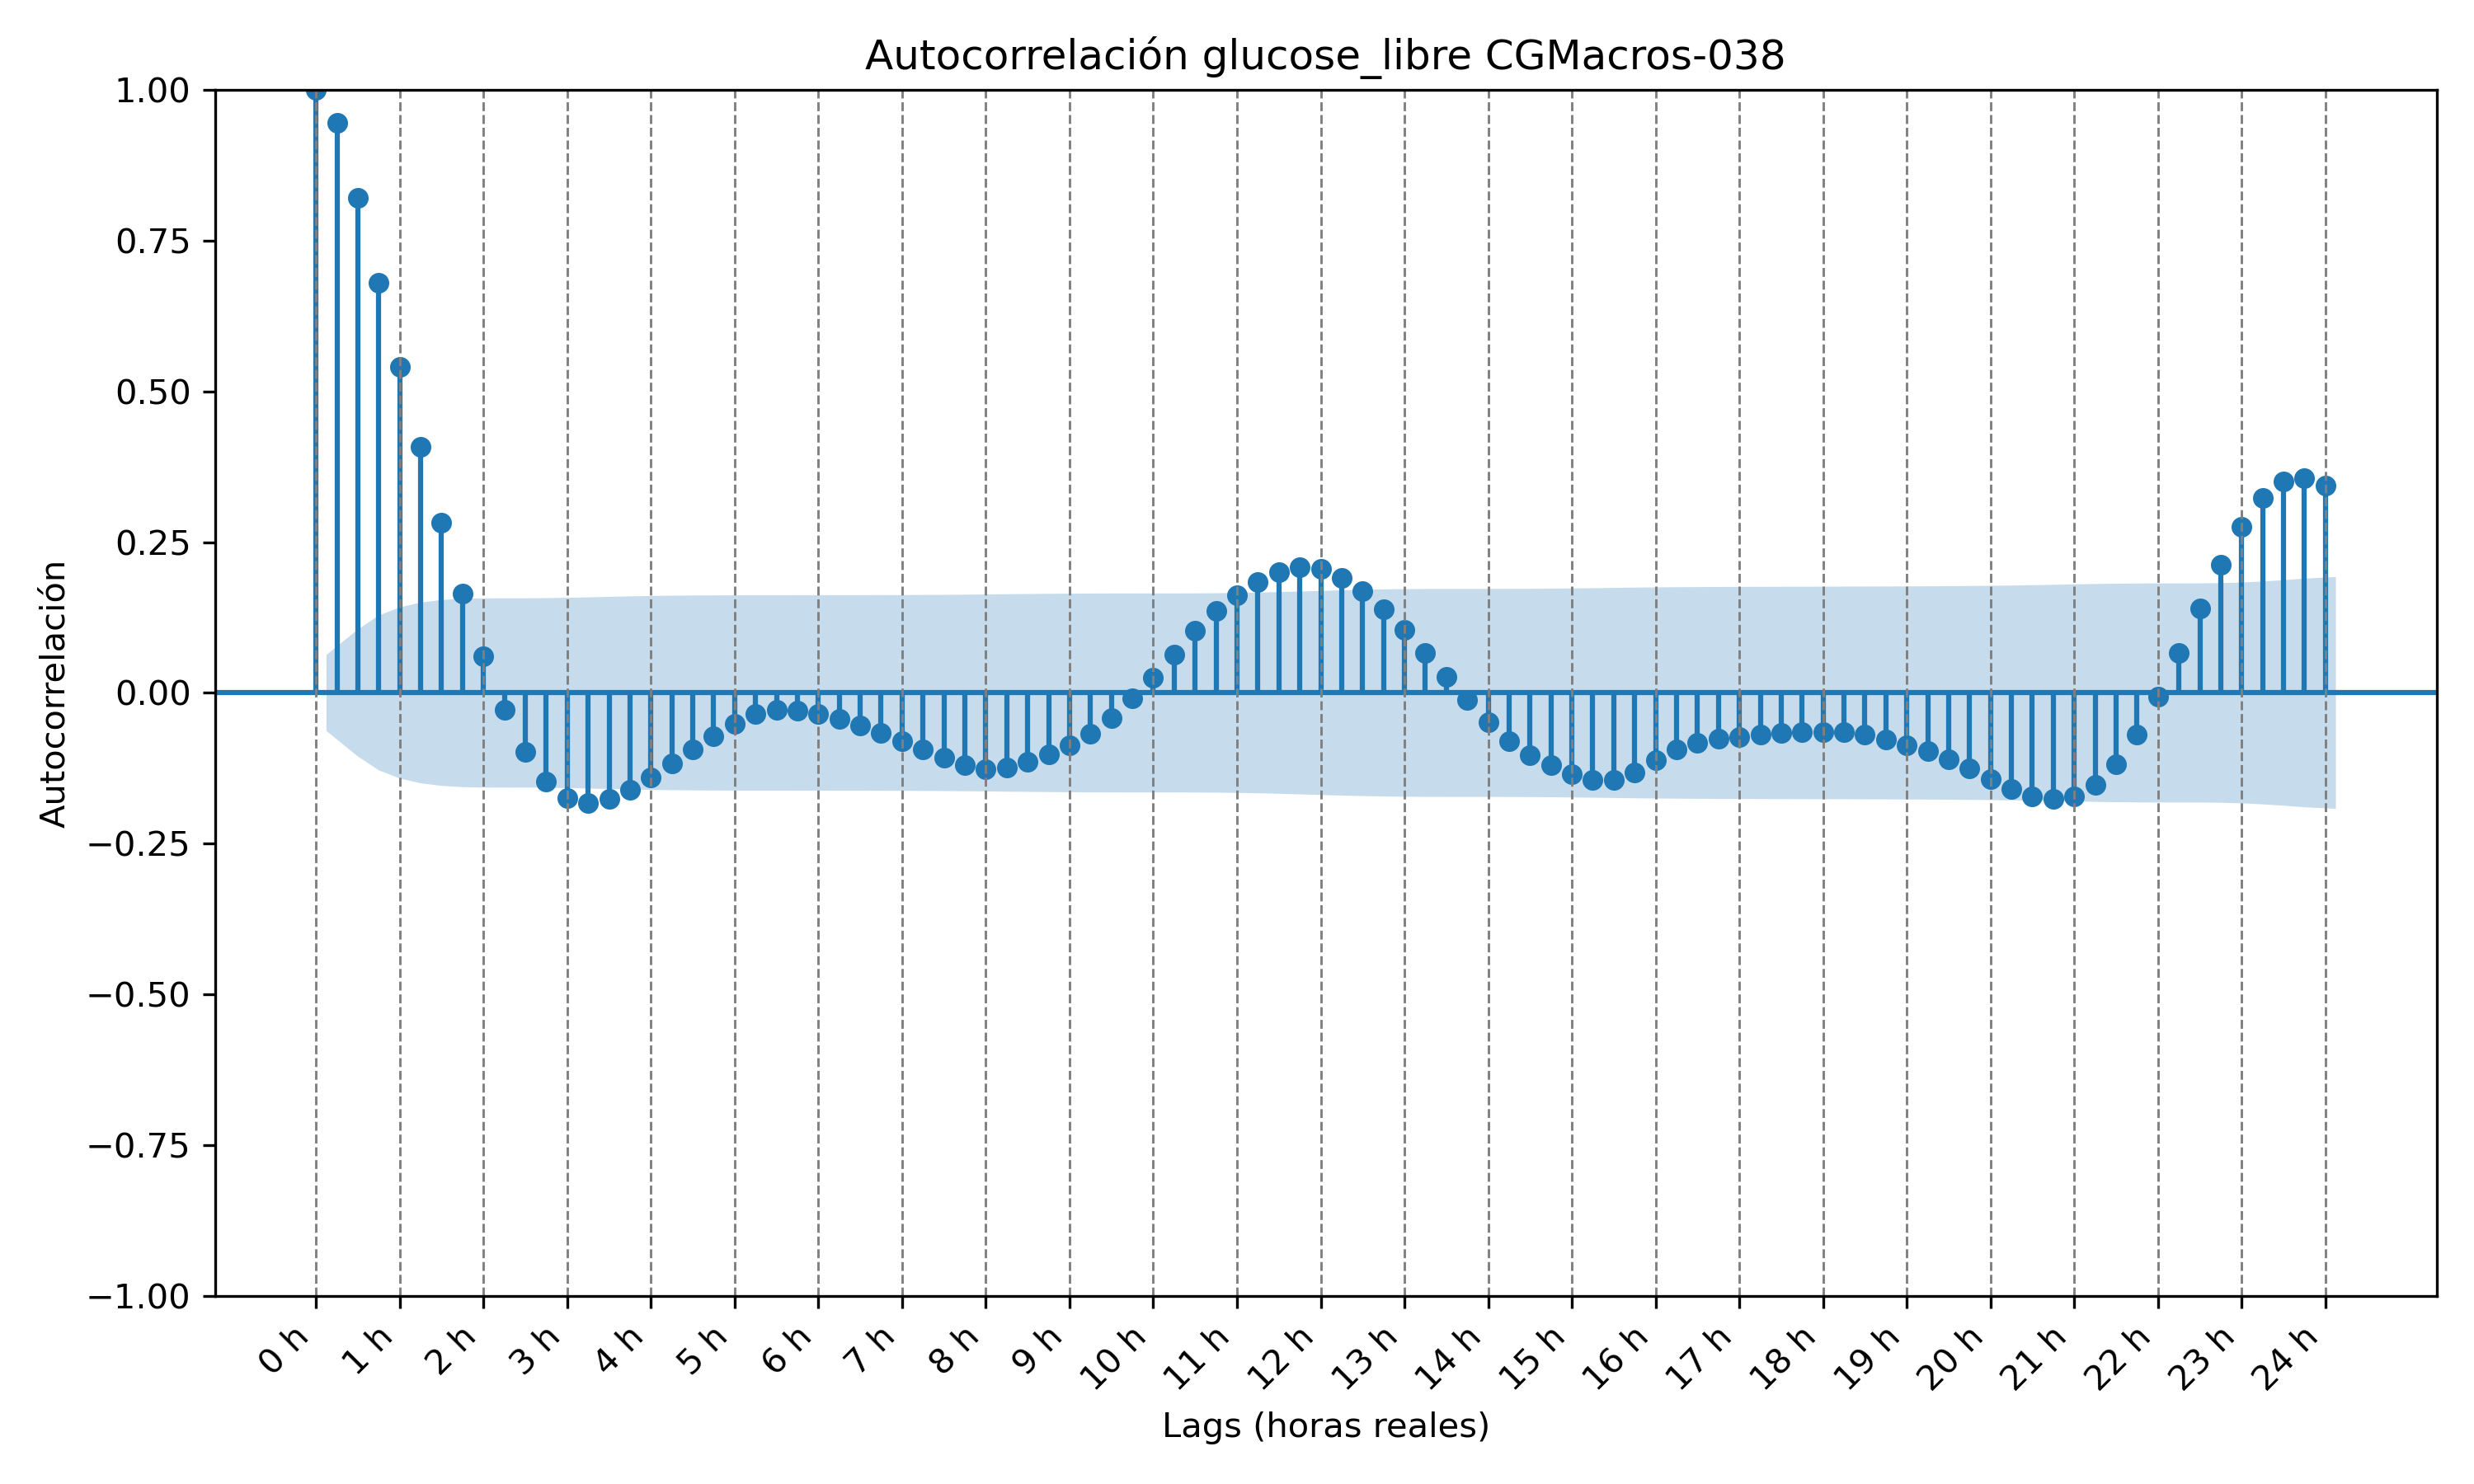 Autocorrelación glucose_libre CGMacros-038
Autocorrelación
1.00
0.75
0.50
0.25
0.00
−0.25
−0.50
−0.75
−1.00
0 h
1 h
2 h
3 h
4 h
5 h
6 h
7 h
8 h
9 h
10 h
11 h
12 h
13 h
14 h
15 h
16 h
17 h
18 h
19 h
20 h
21 h
22 h
23 h
24 h
Lags (horas reales)